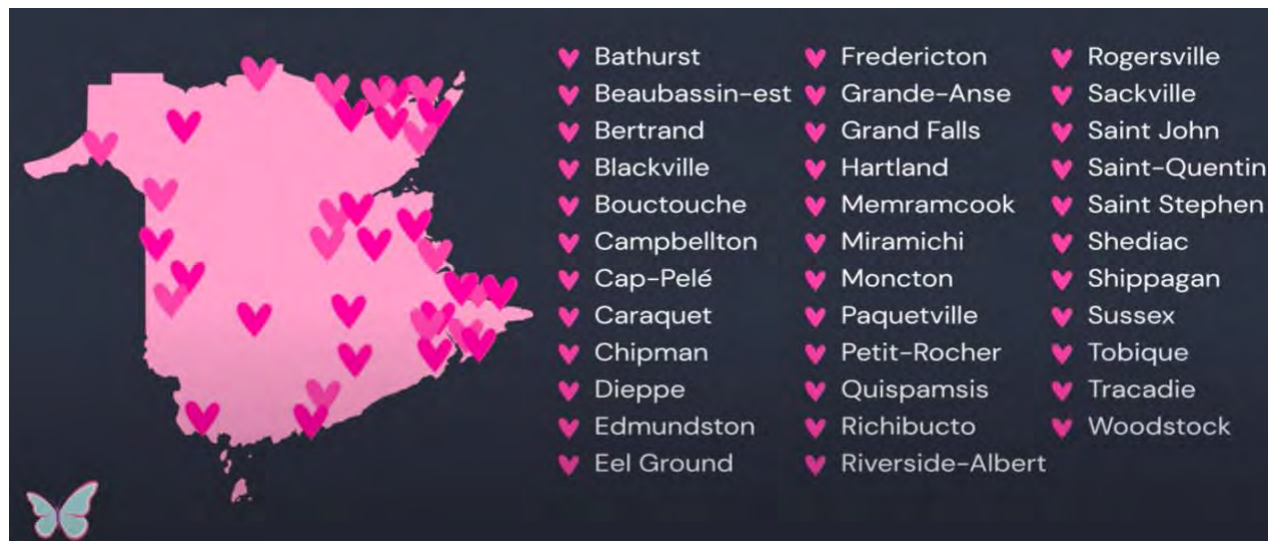 Bathurst
Beaubassin-est
Bertrand
Blackville
Bouctouche
Campbellton
Cap-Pelé
Caraquet
Chipman
Dieppe
Edmundston
Eel Ground
Fredericton
Grande-Anse
Grand Falls
Hartland
Memramcook
Miramichi
Moncton
Paquetville
Petit-Rocher
Quispamsis
Richibucto
Riverside-Albert
Rogersville
Sackville
Saint John
Saint-Quentin
Saint Stephen
Shediac
Shippagan
Sussex
Tobique
Tracadie
Woodstock